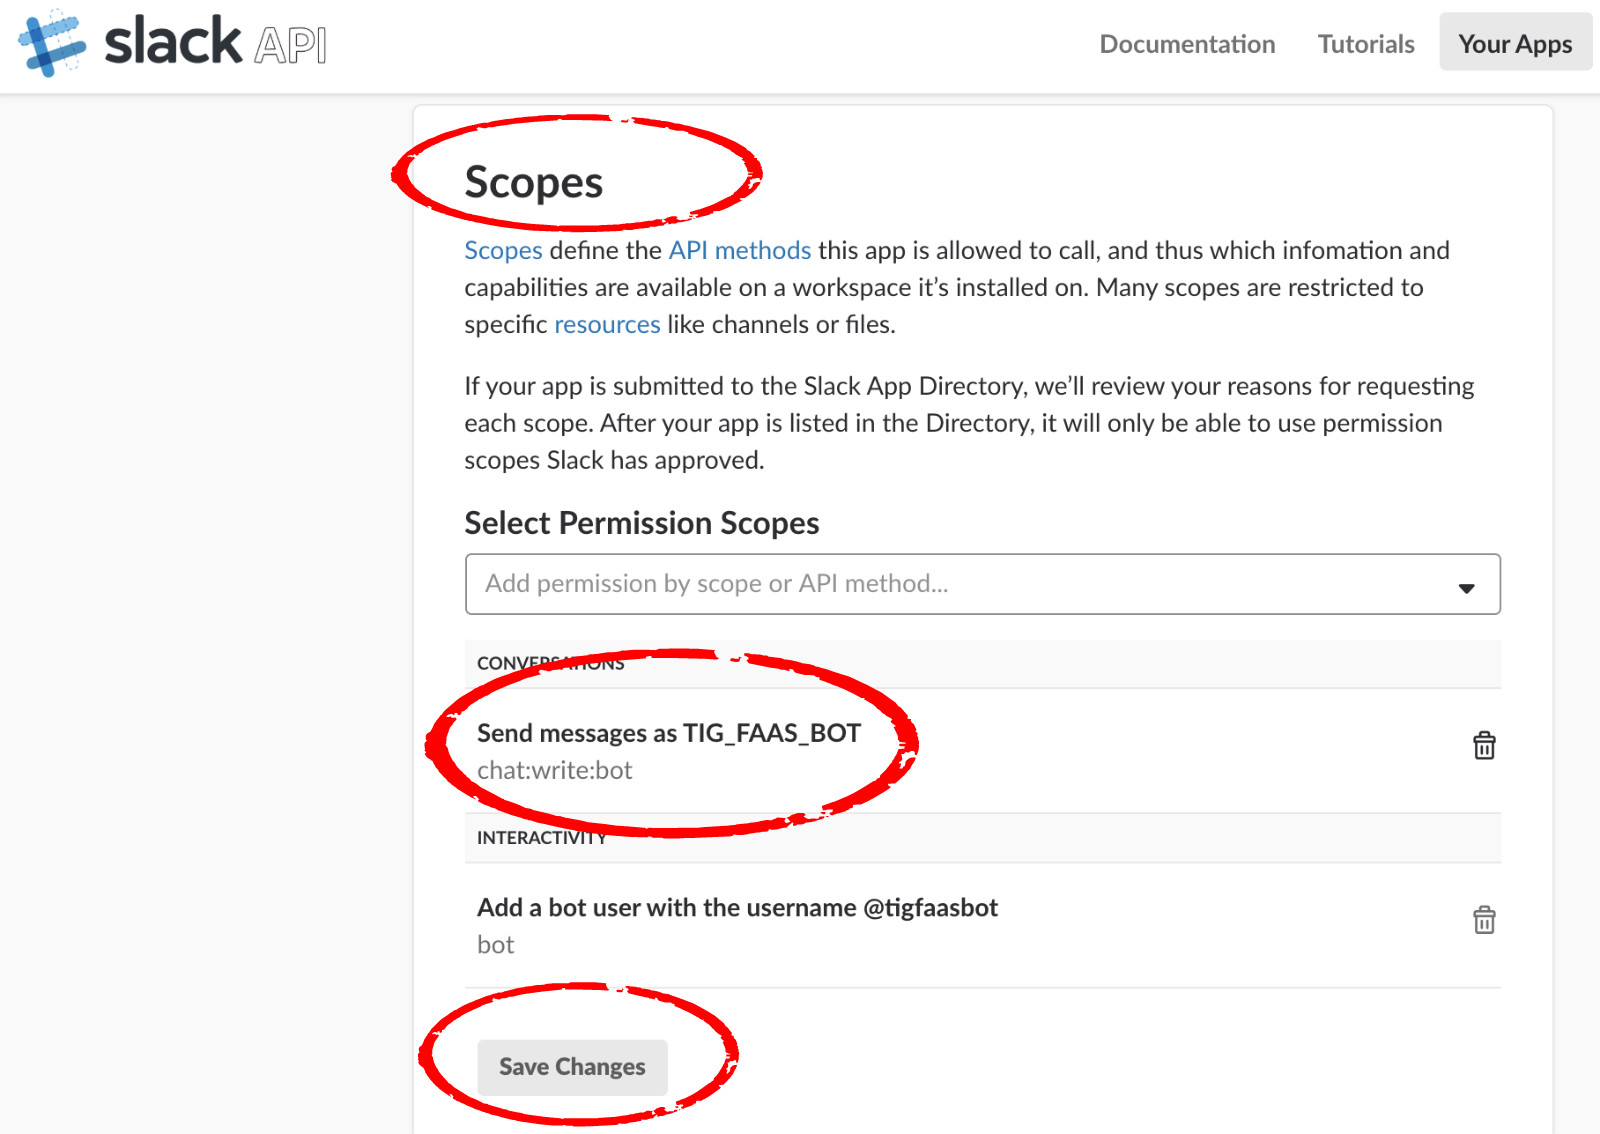 slack API
Documentation
Tutorials
Your Apps
Scopes
Scopes define the API methods this app is allowed to call, and thus which infomation and
capabilities are available on a workspace it’s installed on. Many scopes are restricted to
specific resources like channels or files.
If your app is submitted to the Slack App Directory, we’ll review your reasons for requesting
each scope. After your app is listed in the Directory, it will only be able to use permission
scopes Slack has approved.
Select Permission Scopes
Add permission by scope or API method...
CONVERSATIONS
Send messages as TIG_FAAS_BOT
chat:write:bot
INTERACTIVITY
Add a bot user with the username @tigfaasbot
bot
Save Changes